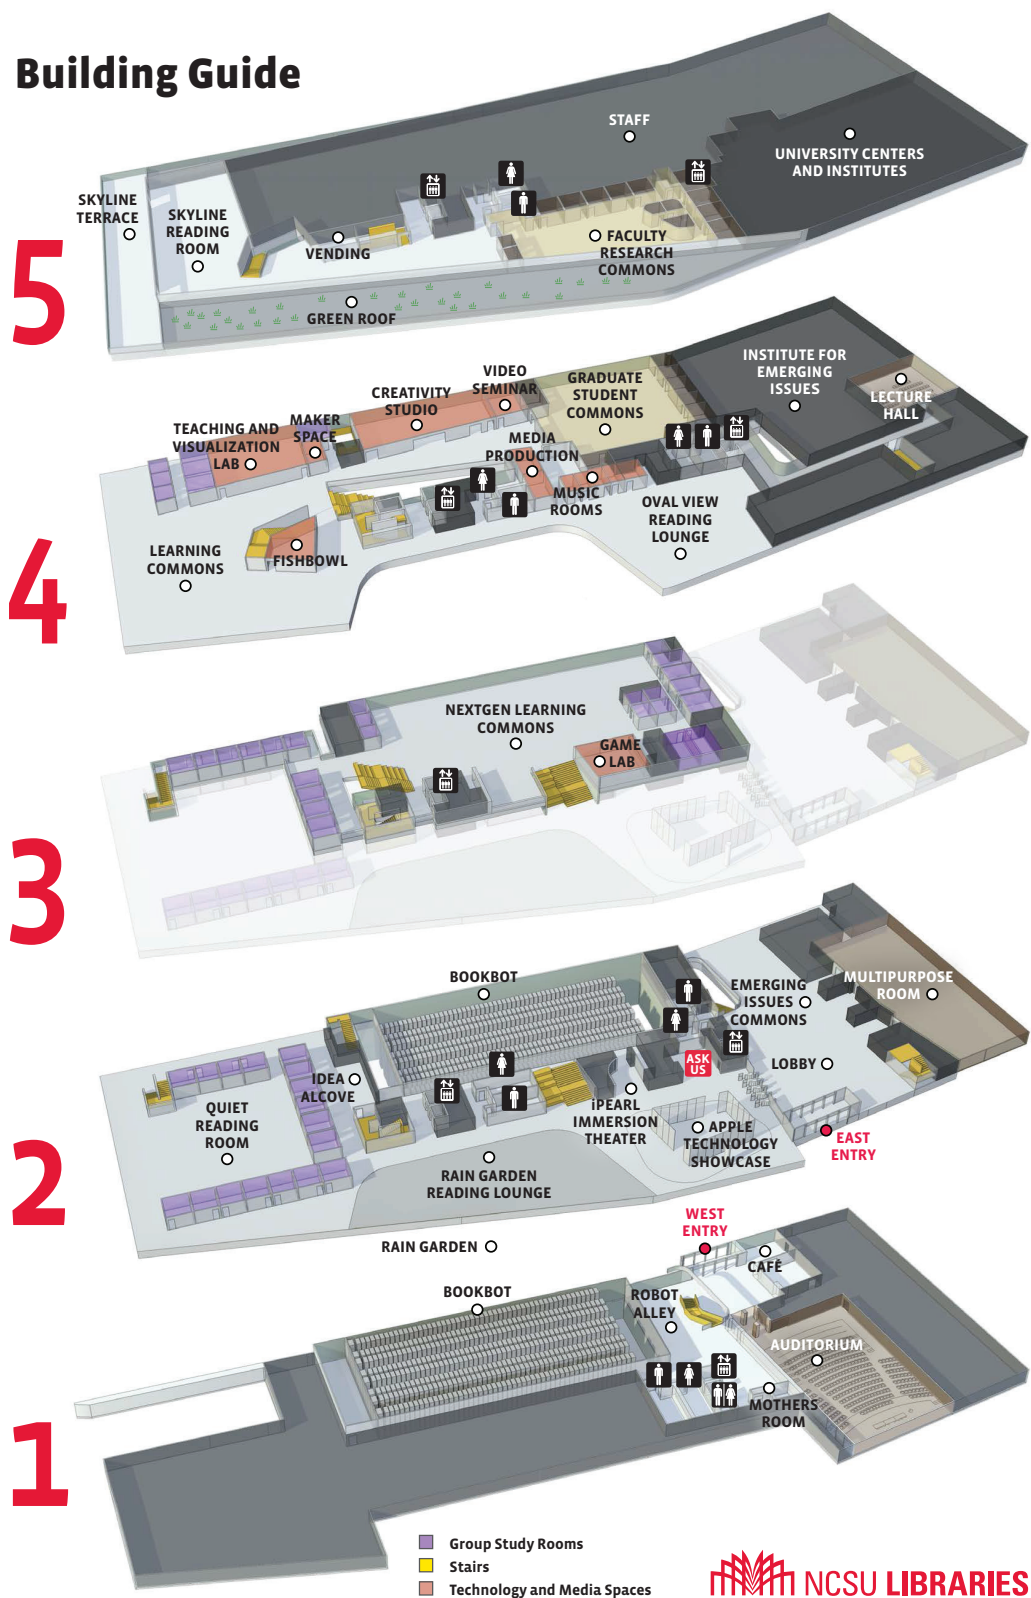 Building Guide
5
STAFF
UNIVERSITY CENTERS
AND INSTITUTES
SKYLINE
TERRACE
SKYLINE
READING
ROOM
VENDING
FACULTY
RESEARCH
COMMONS
GREEN ROOF
4
INSTITUTE FOR
EMERGING
ISSUES
LECTURE
HALL
VIDEO
SEMINAR
GRADUATE
STUDENT
COMMONS
CREATIVITY
STUDIO
MAKER
SPACE
TEACHING AND
VISUALIZATION
LAB
MEDIA
PRODUCTION
MUSIC
ROOMS
OVAL VIEW
READING
LOUNGE
LEARNING
COMMONS
FISHBOWL
3
NEXTGEN LEARNING
COMMONS
GAME
LAB
2
BOOKBOT
EMERGING
ISSUES
COMMONS
MULTIPURPOSE
ROOM
ASK
US
LOBBY
IDEA
ALCOVE
QUIET
READING
ROOM
iPEARL
IMMERSION
THEATER
APPLE
TECHNOLOGY
SHOWCASE
EAST
ENTRY
RAIN GARDEN
READING LOUNGE
RAIN GARDEN
1
WEST
ENTRY
CAFÉ
BOOKBOT
ROBOT
ALLEY
AUDITORIUM
MOTHERS
ROOM
Group Study Rooms
Stairs
Technology and Media Spaces
NCSU LIBRARIES